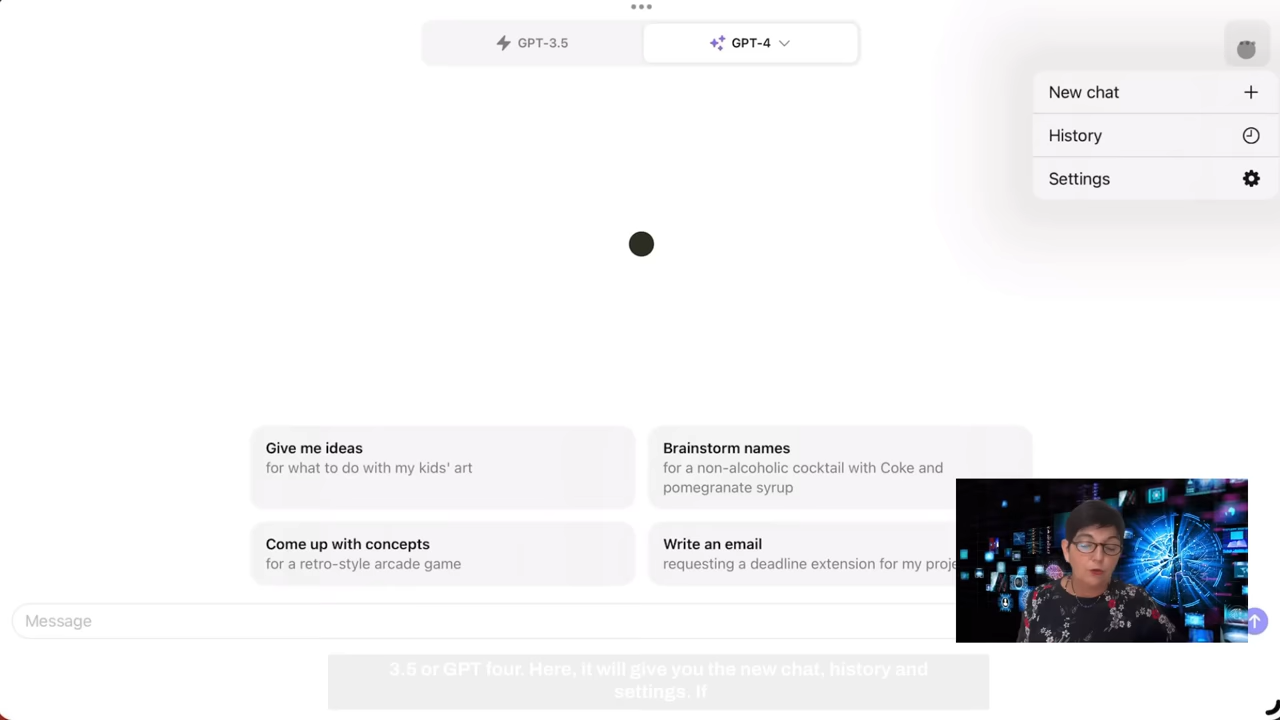 GPT-3.5
GPT-4
New chat
History
Settings
Give me ideas
for what to do with my kids' art
Brainstorm names
for a non-alcoholic cocktail with Coke and
pomegranate syrup
Come up with concepts
for a retro-style arcade game
Write an email
requesting a deadline extension for my proje
Message
3.5 or GPT four. Here, it will give you the new chat, history and
settings. If